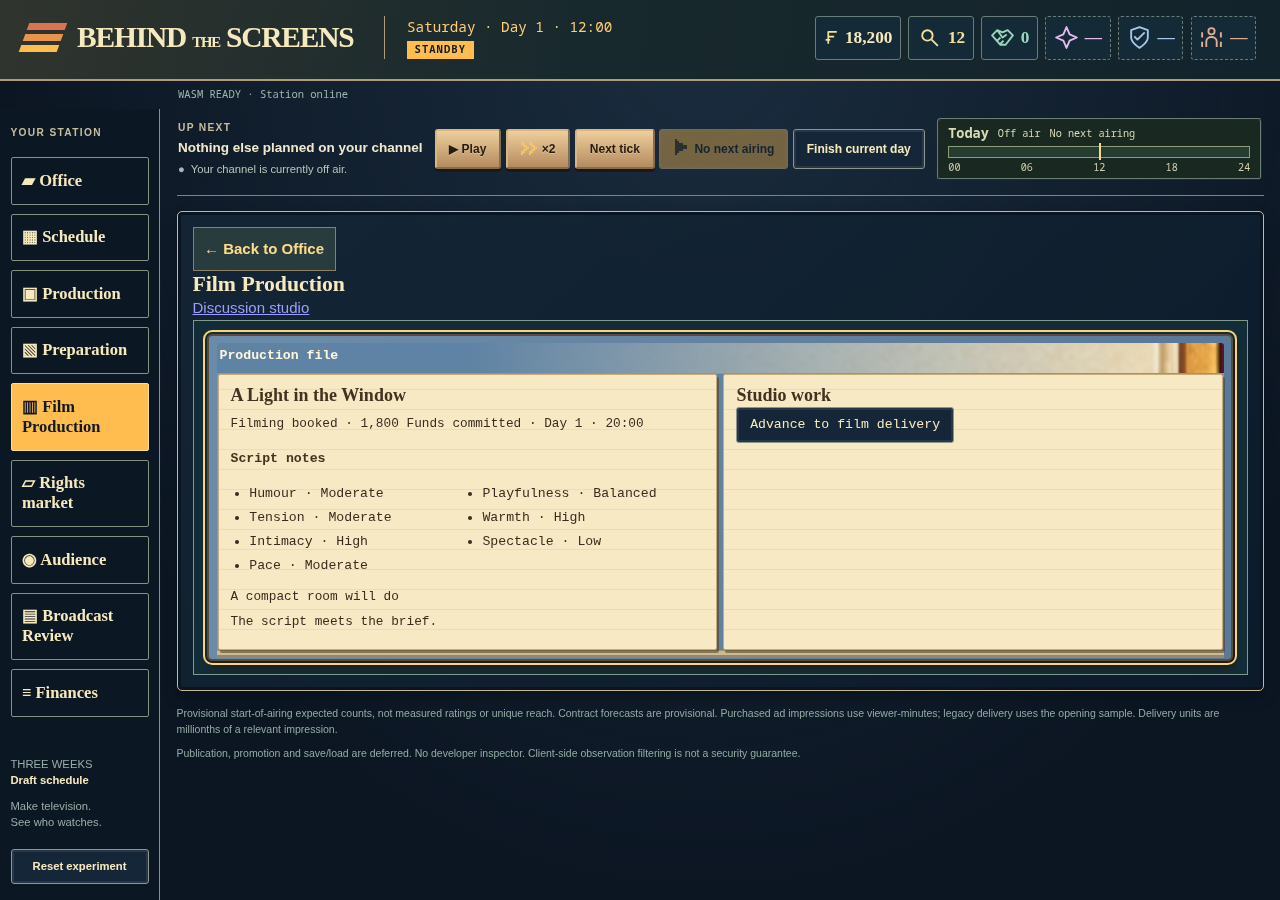 BEHIND THE SCREENS
Saturday · Day 1 · 12:00
STANDBY
18,200
12
0
—
—
—
WASM READY · Station online
YOUR STATION
Office
Schedule
Production
Preparation
Film Production
Rights market
Audience
Broadcast Review
Finances
THREE WEEKS
Draft schedule
Make television.
See who watches.
Reset experiment
UP NEXT
Nothing else planned on your channel
● Your channel is currently off air.
▶ Play
×2
Next tick
No next airing
Finish current day
Today Off air No next airing
00 06 12 18 24
← Back to Office
Film Production
Discussion studio
Production file
A Light in the Window
Filming booked · 1,800 Funds committed · Day 1 · 20:00
Script notes
• Humour · Moderate
• Playfulness · Balanced
• Tension · Moderate
• Warmth · High
• Intimacy · High
• Spectacle · Low
• Pace · Moderate
A compact room will do
The script meets the brief.
Studio work
Advance to film delivery
Provisional start-of-airing expected counts, not measured ratings or unique reach. Contract forecasts are provisional. Purchased ad impressions use viewer-minutes; legacy delivery uses the opening sample. Delivery units are
millionths of a relevant impression.
Publication, promotion and save/load are deferred. No developer inspector. Client-side observation filtering is not a security guarantee.